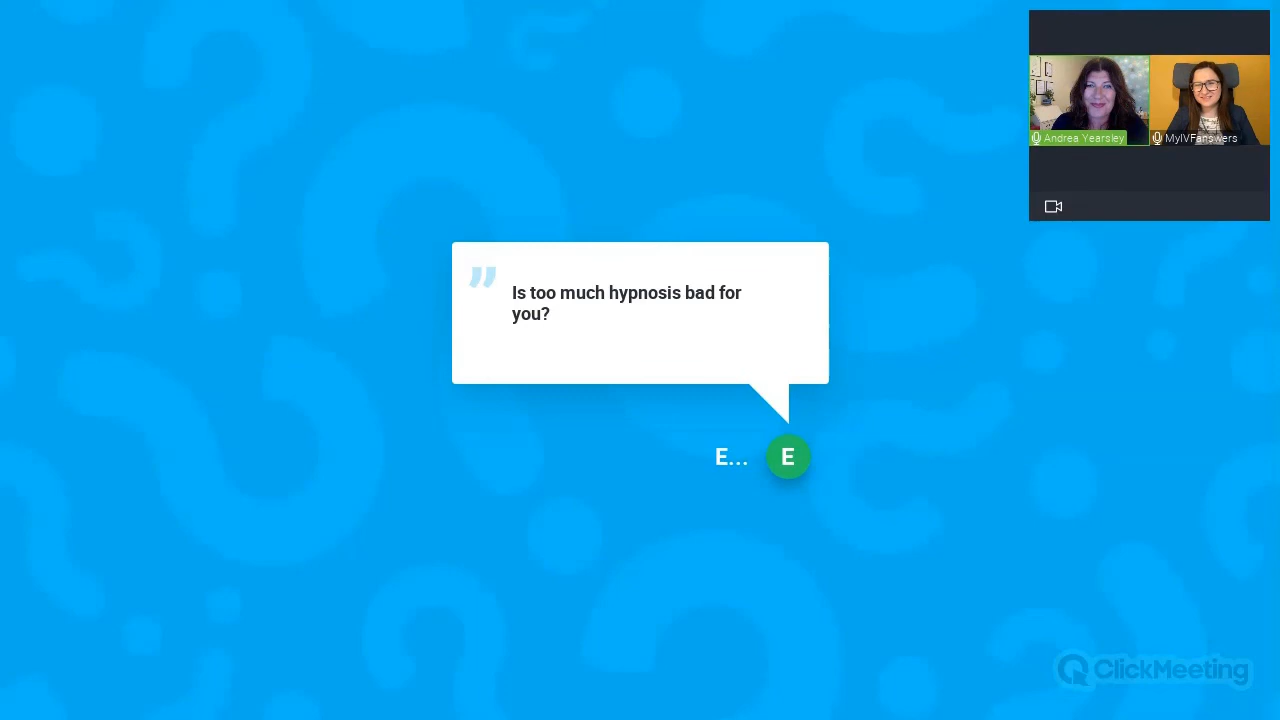 Andrea Yearsley
MyIVFanswers
”
Is too much hypnosis bad for
you?
E...
E
ClickMeeting